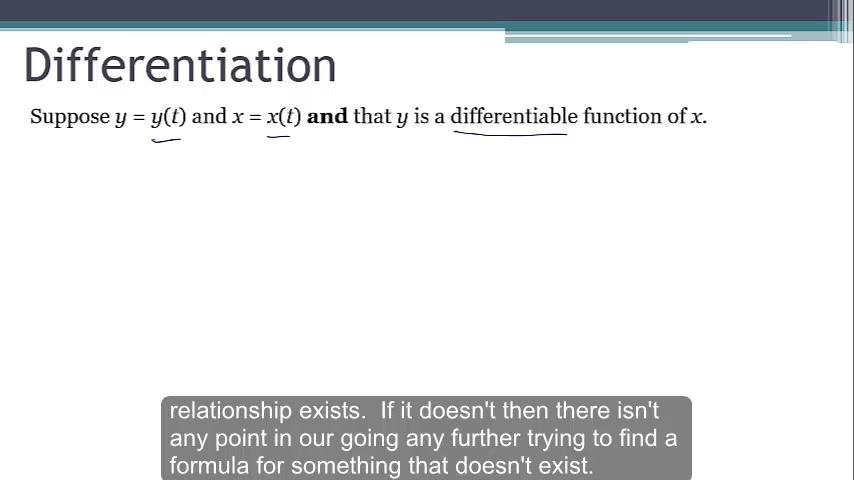 Differentiation
Suppose y = y(t) and x = x(t) and that y is a differentiable function of x.
relationship exists.  If it doesn't then there isn't
any point in our going any further trying to find a
formula for something that doesn't exist.